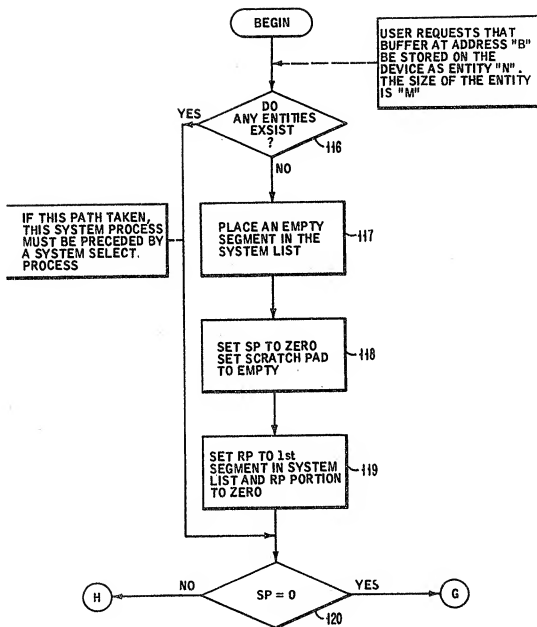 BEGIN
USER REQUESTS THAT
BUFFER AT ADDRESS "B"
BE STORED ON THE
DEVICE AS ENTITY "N".
THE SIZE OF THE ENTITY
IS "M"
YES
DO
ANY ENTITIES
EXSIST
?
116
NO
IF THIS PATH TAKEN,
THIS SYSTEM PROCESS
MUST BE PRECEDED BY
A SYSTEM SELECT.
PROCESS
PLACE AN EMPTY
SEGMENT IN THE
SYSTEM LIST
117
SET SP TO ZERO
SET SCRATCH PAD
TO EMPTY
118
SET RP TO 1st
SEGMENT IN SYSTEM
LIST AND RP PORTION
TO ZERO
119
H
NO
SP = 0
YES
G
120